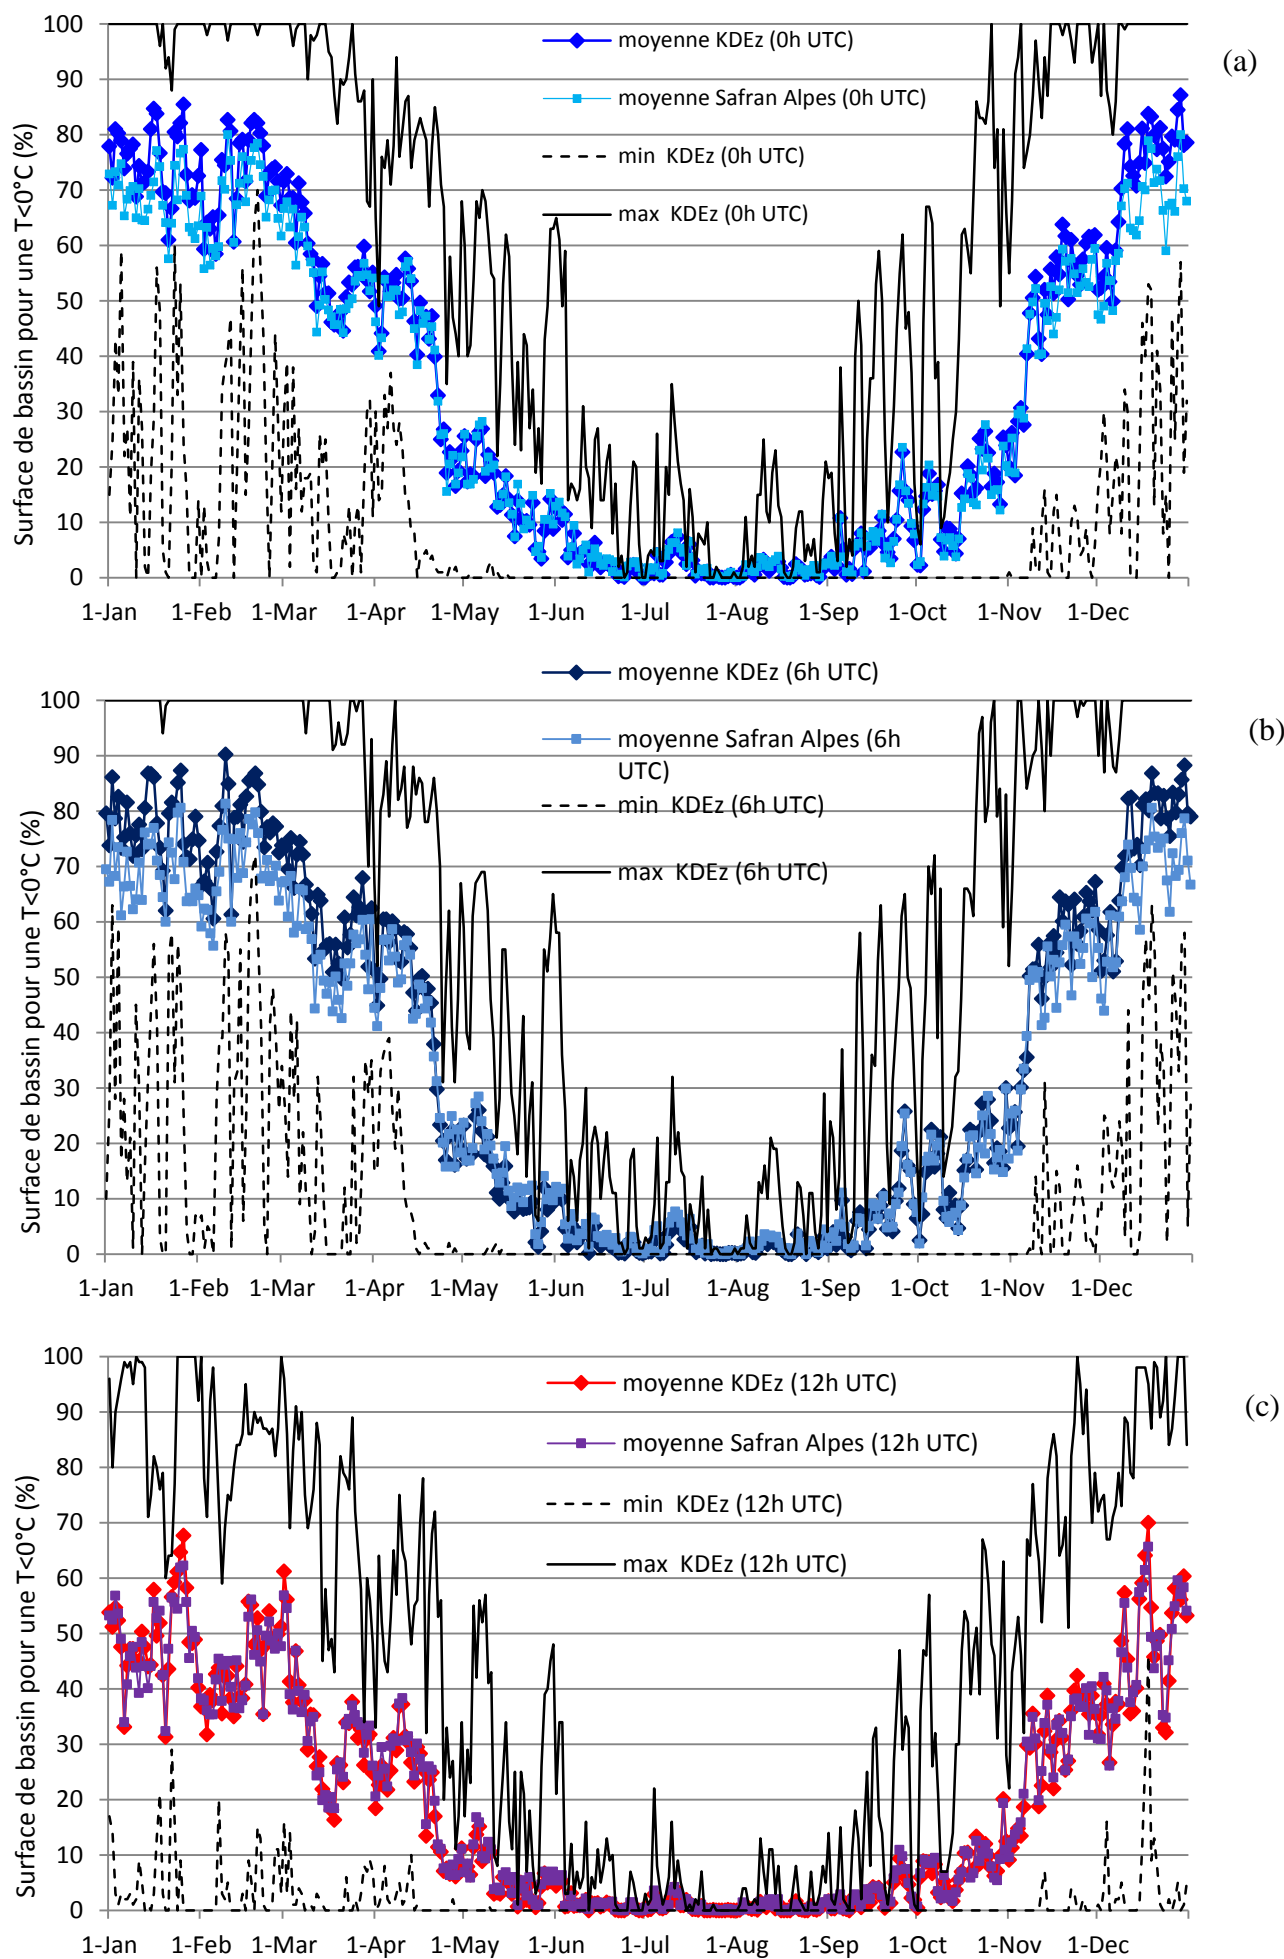 moyenne KDEz (0h UTC)
moyenne Safran Alpes (0h UTC)
min KDEz (0h UTC)
max KDEz (0h UTC)
(a)
Surface de bassin pour une T<0°C (%)
100
90
80
70
60
50
40
30
20
10
0
1-Jan 1-Feb 1-Mar 1-Apr 1-May 1-Jun 1-Jul 1-Aug 1-Sep 1-Oct 1-Nov 1-Dec
moyenne KDEz (6h UTC)
moyenne Safran Alpes (6h
UTC)
min KDEz (6h UTC)
max KDEz (6h UTC)
(b)
Surface de bassin pour une T<0°C (%)
100
90
80
70
60
50
40
30
20
10
0
1-Jan 1-Feb 1-Mar 1-Apr 1-May 1-Jun 1-Jul 1-Aug 1-Sep 1-Oct 1-Nov 1-Dec
moyenne KDEz (12h UTC)
moyenne Safran Alpes (12h UTC)
min KDEz (12h UTC)
max KDEz (12h UTC)
(c)
Surface de bassin pour une T<0°C (%)
100
90
80
70
60
50
40
30
20
10
0
1-Jan 1-Feb 1-Mar 1-Apr 1-May 1-Jun 1-Jul 1-Aug 1-Sep 1-Oct 1-Nov 1-Dec